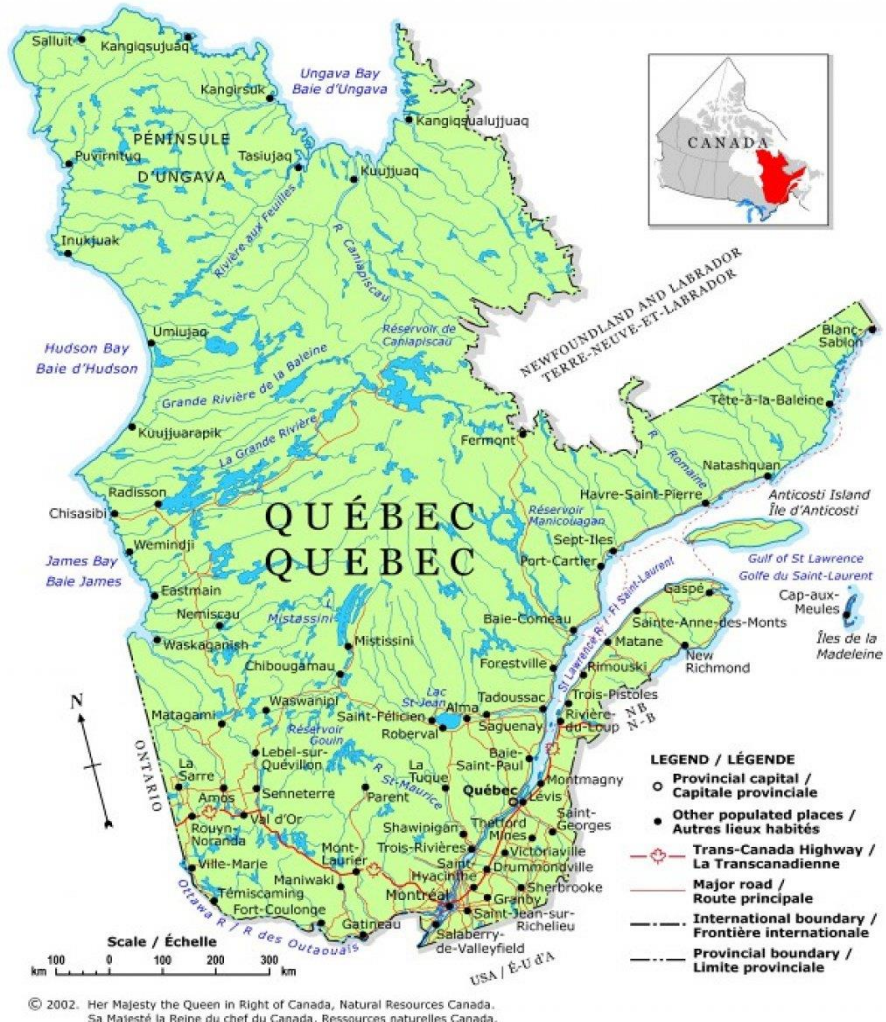 Salluit
Kangiqsujuaq
Ungava Bay
Baie d'Ungava
Kangirsuk
Kangiqsualujjuaq
PÉNINSULE
D'UNGAVA
Puvirnituq
Tasiujaq
Kuujjuaq
CANADA
Rivière aux Feuilles
R Caniapiscau
Inukjuak
NEWFOUNDLAND AND LABRADOR
TERRE-NEUVE-ET-LABRADOR
Umiujaq
Réservoir de
Caniapiscau
Blanc-
Sablon
Hudson Bay
Baie d'Hudson
Grande Rivière de la Baleine
Tête-à-la-Baleine
Kuujjuarapik
La Grande Rivière
Fermont
R Romaine
Natashquan
Radisson
Chisasibi
Havre-Saint-Pierre
Anticosti Island
Île d'Anticosti
QUÉBEC
QUEBEC
Réservoir
Manicouagan
Wemindji
Sept-Iles
Port-Cartier
James Bay
Baie James
Gulf of St Lawrence
Golfe du Saint-Laurent
Eastmain
Gaspé
Cap-aux-
Meules
Nemiscau
L
Mistassini
St Lawrence R / Fl Saint-Laurent
Baie-Comeau
Sainte-Anne-des-Monts
Îles de la
Madeleine
Waskaganish
Mistissini
Matane
New
Richmond
Chibougamau
Forestville
Rimouski
N
Waswanipi
Lac
St-Jean
Alma
Tadoussac
Trois-Pistoles
Matagami
Saint-Félicien
Roberval
Saguenay
Rivière-
du-Loup
NB
N-B
ONTARIO
Réservoir
Gouin
Lebel-sur-
Quévillon
Baie-
Saint-Paul
La
Sarre
R St-Maurice
La
Tuque
Montmagny
Amos
Senneterre
Parent
Québec
Lévis
Rouyn-
Noranda
Val d'Or
Shawinigan
Thetford
Mines
Saint-
Georges
Mont-
Laurier
Trois-Rivières
Victoriaville
Ville-Marie
Saint-
Hyacinthe
Drummondville
Maniwaki
Témiscaming
Montréal
Sherbrooke
Granby
Fort-Coulonge
Saint-Jean-sur-
Richelieu
Ottawa R / R des Outaouais
Gatineau
Salaberry-
de-Valleyfield
USA / É-U d'A
LEGEND / LÉGENDE
Provincial capital /
Capitale provinciale
Other populated places /
Autres lieux habités
Trans-Canada Highway /
La Transcanadienne
Major road /
Route principale
International boundary /
Frontière internationale
Provincial boundary /
Limite provinciale
Scale / Échelle
km 100 0 100 200 300 km
© 2002. Her Majesty the Queen in Right of Canada, Natural Resources Canada.
Sa Majesté la Reine du chef du Canada, Ressources naturelles Canada.